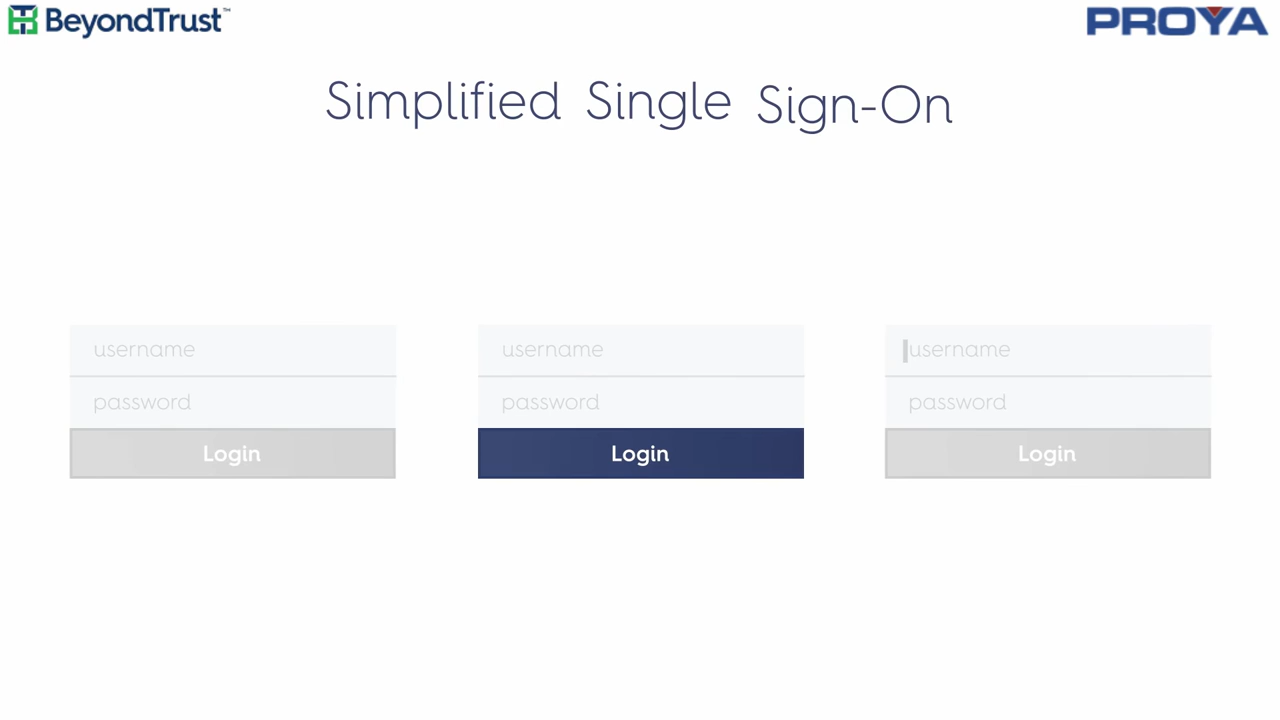 BeyondTrust™
PROYA
Simplified Single Sign-On
username
password
Login
username
password
Login
username
password
Login